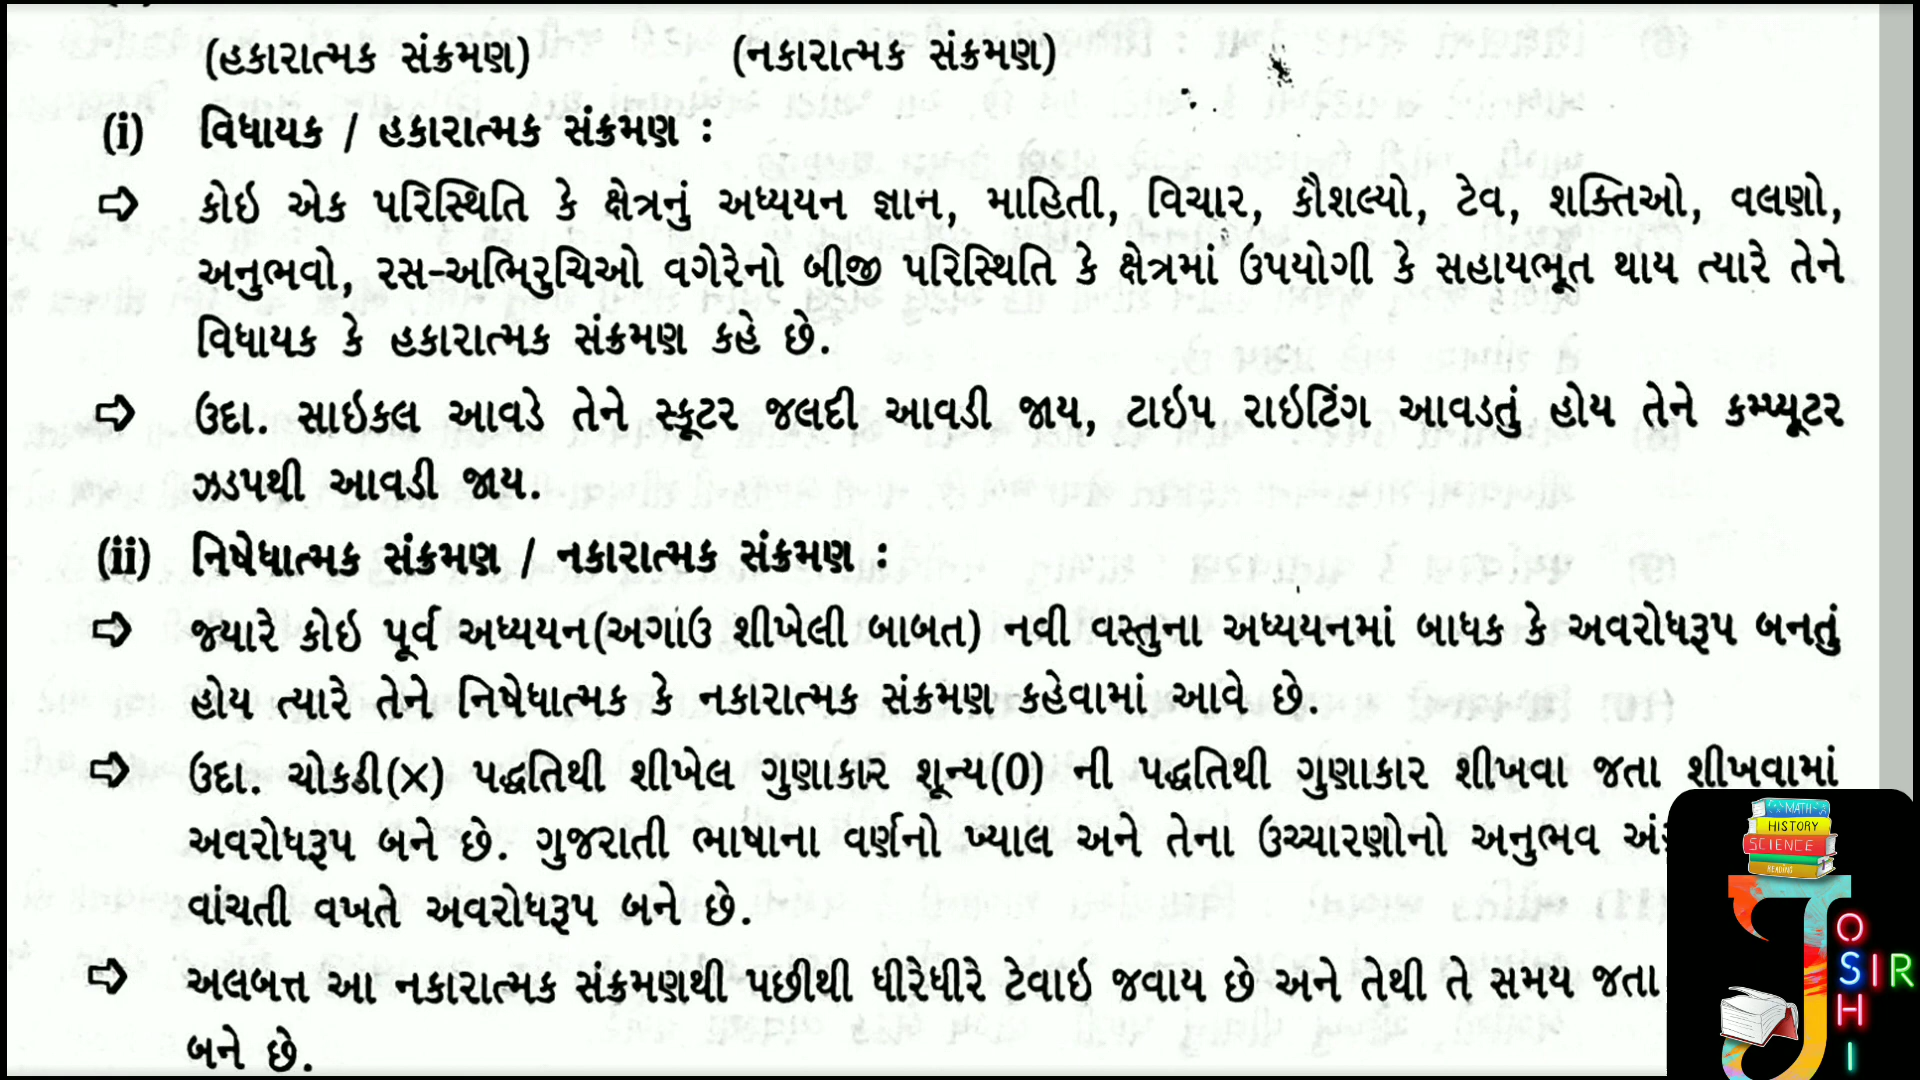 (હકારાત્મક સંક્રમણ) (નકારાત્મક સંક્રમણ)
(i) વિધાયક / હકારાત્મક સંક્રમણ :
⇨ કોઇ એક પરિસ્થિતિ કે ક્ષેત્રનું અધ્યયન જ્ઞાન, માહિતી, વિચાર, કૌશલ્યો, ટેવ, શક્તિઓ, વલણો,
અનુભવો, રસ-અભિરુચિઓ વગેરેનો બીજી પરિસ્થિતિ કે ક્ષેત્રમાં ઉપયોગી કે સહાયભૂત થાય ત્યારે તેને
વિધાયક કે હકારાત્મક સંક્રમણ કહે છે.
⇨ ઉદા. સાઇકલ આવડે તેને સ્કૂટર જલદી આવડી જાય, ટાઇપ રાઇટિંગ આવડતું હોય તેને કમ્પ્યૂટર
ઝડપથી આવડી જાય.
(ii) નિષેધાત્મક સંક્રમણ / નકારાત્મક સંક્રમણ :
⇨ જ્યારે કોઇ પૂર્વ અધ્યયન(અગાઉ શીખેલી બાબત) નવી વસ્તુના અધ્યયનમાં બાધક કે અવરોધરૂપ બનતું
હોય ત્યારે તેને નિષેધાત્મક કે નકારાત્મક સંક્રમણ કહેવામાં આવે છે.
⇨ ઉદા. ચોકડી(×) પદ્ધતિથી શીખેલ ગુણાકાર શૂન્ય(0) ની પદ્ધતિથી ગુણાકાર શીખવા જતા શીખવામાં
અવરોધરૂપ બને છે. ગુજરાતી ભાષાના વર્ણનો ખ્યાલ અને તેના ઉચ્ચારણોનો અનુભવ
વાંચતી વખતે અવરોધરૂપ બને છે.
⇨ અલબત્ત આ નકારાત્મક સંક્રમણથી પછીથી ધીરેધીરે ટેવાઇ જવાય છે અને તેથી તે સમય જતા
બને છે.
MATH
HISTORY
SCIENCE
READING
JOSHI SIR